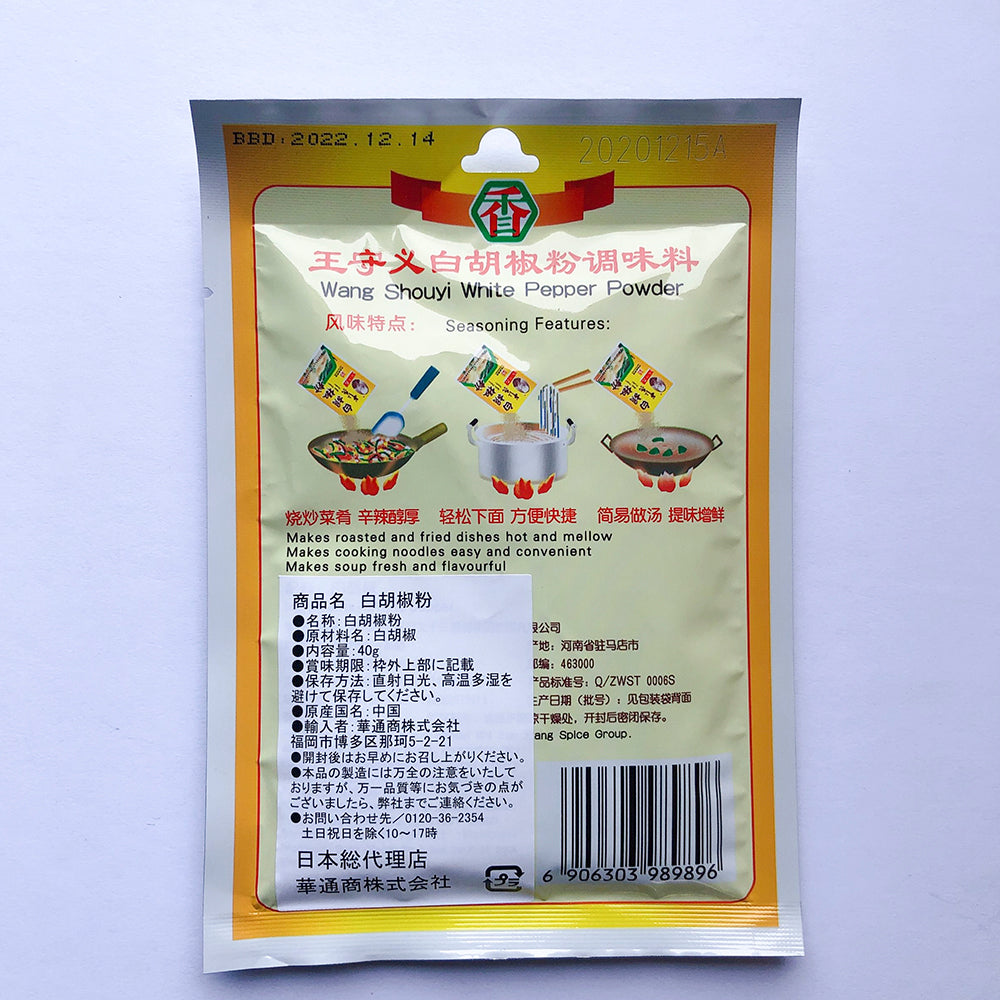 BBD:2022.12.14
20201215A
王守义白胡椒粉调味料
Wang Shouyi White Pepper Powder
风味特点: Seasoning Features:
烧炒菜肴 辛辣醇厚 轻松下面 方便快捷 简易做汤 提味增鲜
Makes roasted and fried dishes hot and mellow
Makes cooking noodles easy and convenient
Makes soup fresh and flavourful
商品名 白胡椒粉
●名称:白胡椒粉
●原材料名:白胡椒
●内容量:40g
●賞味期限:枠外上部に記載
●保存方法:直射日光、高温多湿を
避けて保存してください。
●原産国名:中国
●輸入者:華通商株式会社
福岡市博多区那珂5-2-21
●開封後はお早めにお召し上がりください。
●本品の製造には万全の注意をいたして
おりますが、万一品質等にお気づきの点が
ございましたら、弊社までご連絡ください。
●お問い合わせ先/0120-36-2354
土日祝日を除く10~17時
日本総代理店
華通商株式会社
プラ
限公司
产地: 河南省驻马店市
邮编: 463000
产品标准号: Q/ZWST 0006S
生产日期(批号): 见包装袋背面
凉干燥处,开封后密闭保存。
ang Spice Group.
6 906303 989896